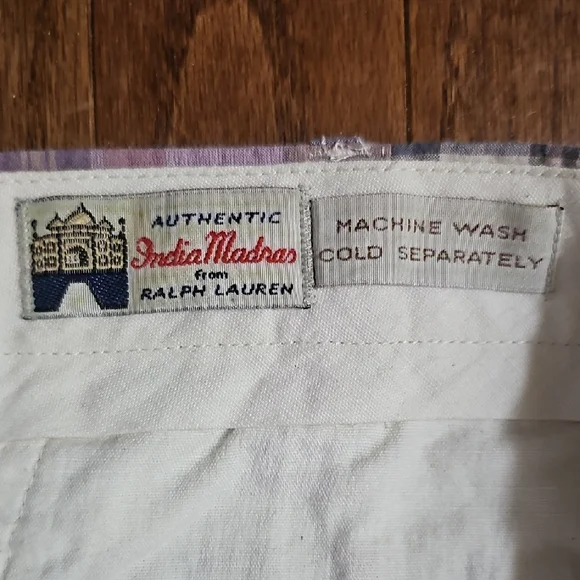 AUTHENTIC
India Madras
from
RALPH LAUREN
MACHINE WASH
COLD SEPARATELY